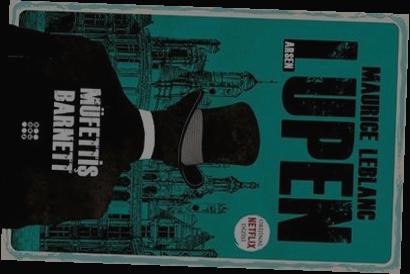 MAURICE LEBLANC
ARSEN
LUPEN
NETFLIX
MÜFETTİŞ
BARNETT